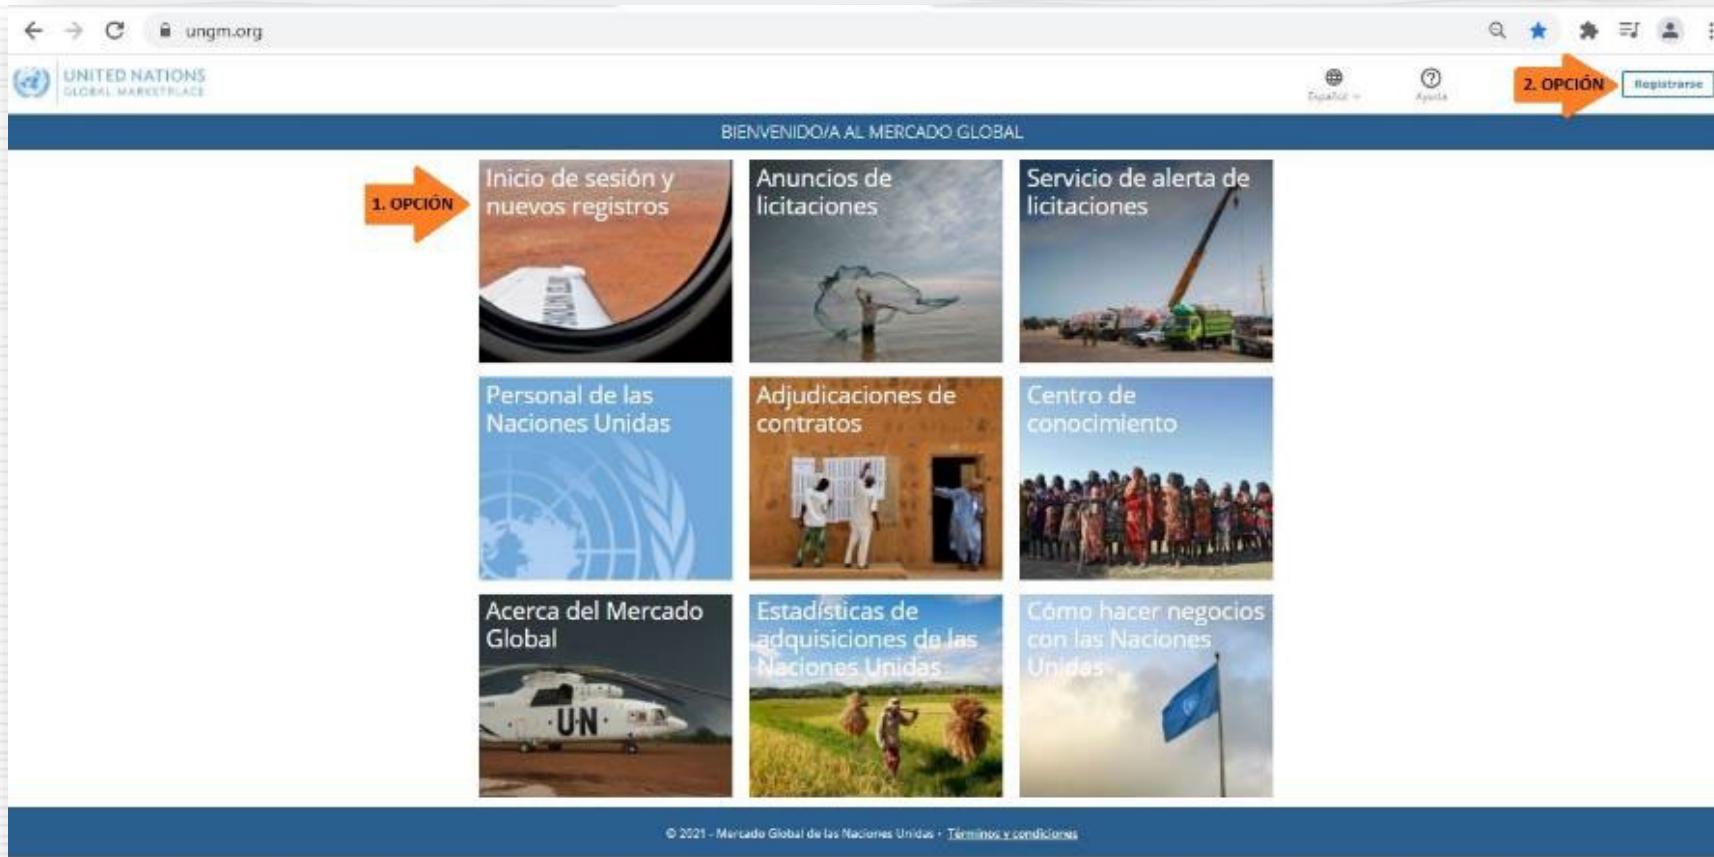 ungm.org
UNITED NATIONS
GLOBAL MARKETPLACE
Español
Ayuda
2. OPCIÓN
Registrarse
BIENVENIDO/A AL MERCADO GLOBAL
1. OPCIÓN
Inicio de sesión y
nuevos registros
Anuncios de
licitaciones
Servicio de alerta de
licitaciones
Personal de las
Naciones Unidas
Adjudicaciones de
contratos
Centro de
conocimiento
Acerca del Mercado
Global
UN
Estadísticas de
adquisiciones de las
Naciones Unidas
Cómo hacer negocios
con las Naciones
Unidas
© 2021 - Mercado Global de las Naciones Unidas • Términos y condiciones